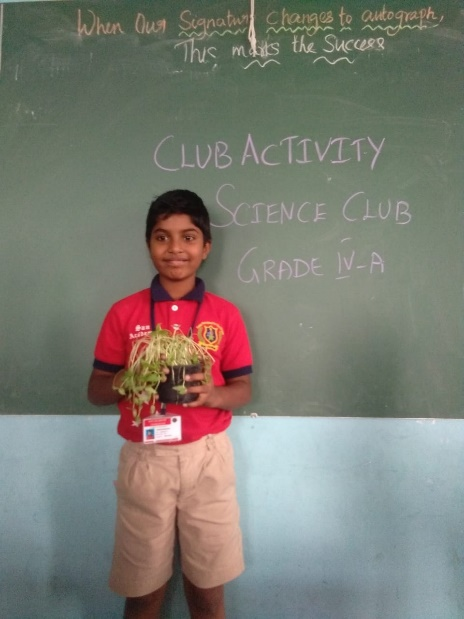 When Our Signature Changes to autograph,
This marks the Success
CLUB ACTIVITY
SCIENCE CLUB
GRADE IV-A